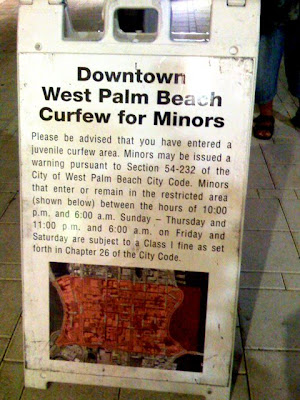 Downtown
West Palm Beach
Curfew for Minors
Please be advised that you have entered a
juvenile curfew area. Minors may be issued a
warning pursuant to Section 54-232 of the
City of West Palm Beach City Code. Minors
that enter or remain in the restricted area
(shown below) between the hours of 10:00
p.m. and 6:00 a.m. Sunday – Thursday and
11:00 p.m. and 6:00 a.m. on Friday and
Saturday are subject to a Class I fine as set
forth in Chapter 26 of the City Code.